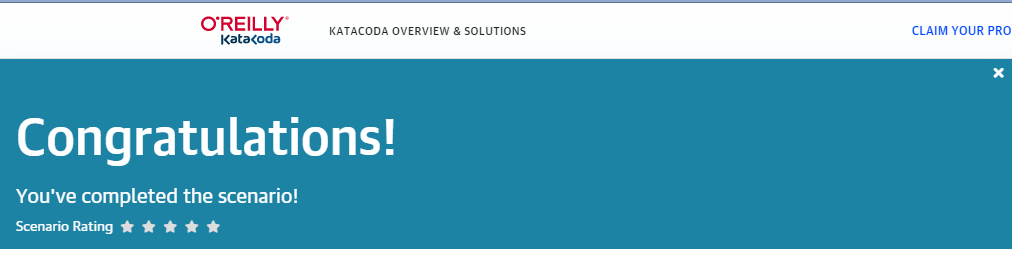 O'REILLY®
Katacoda
KATACODA OVERVIEW & SOLUTIONS
CLAIM YOUR PRO
Congratulations!
You've completed the scenario!
Scenario Rating